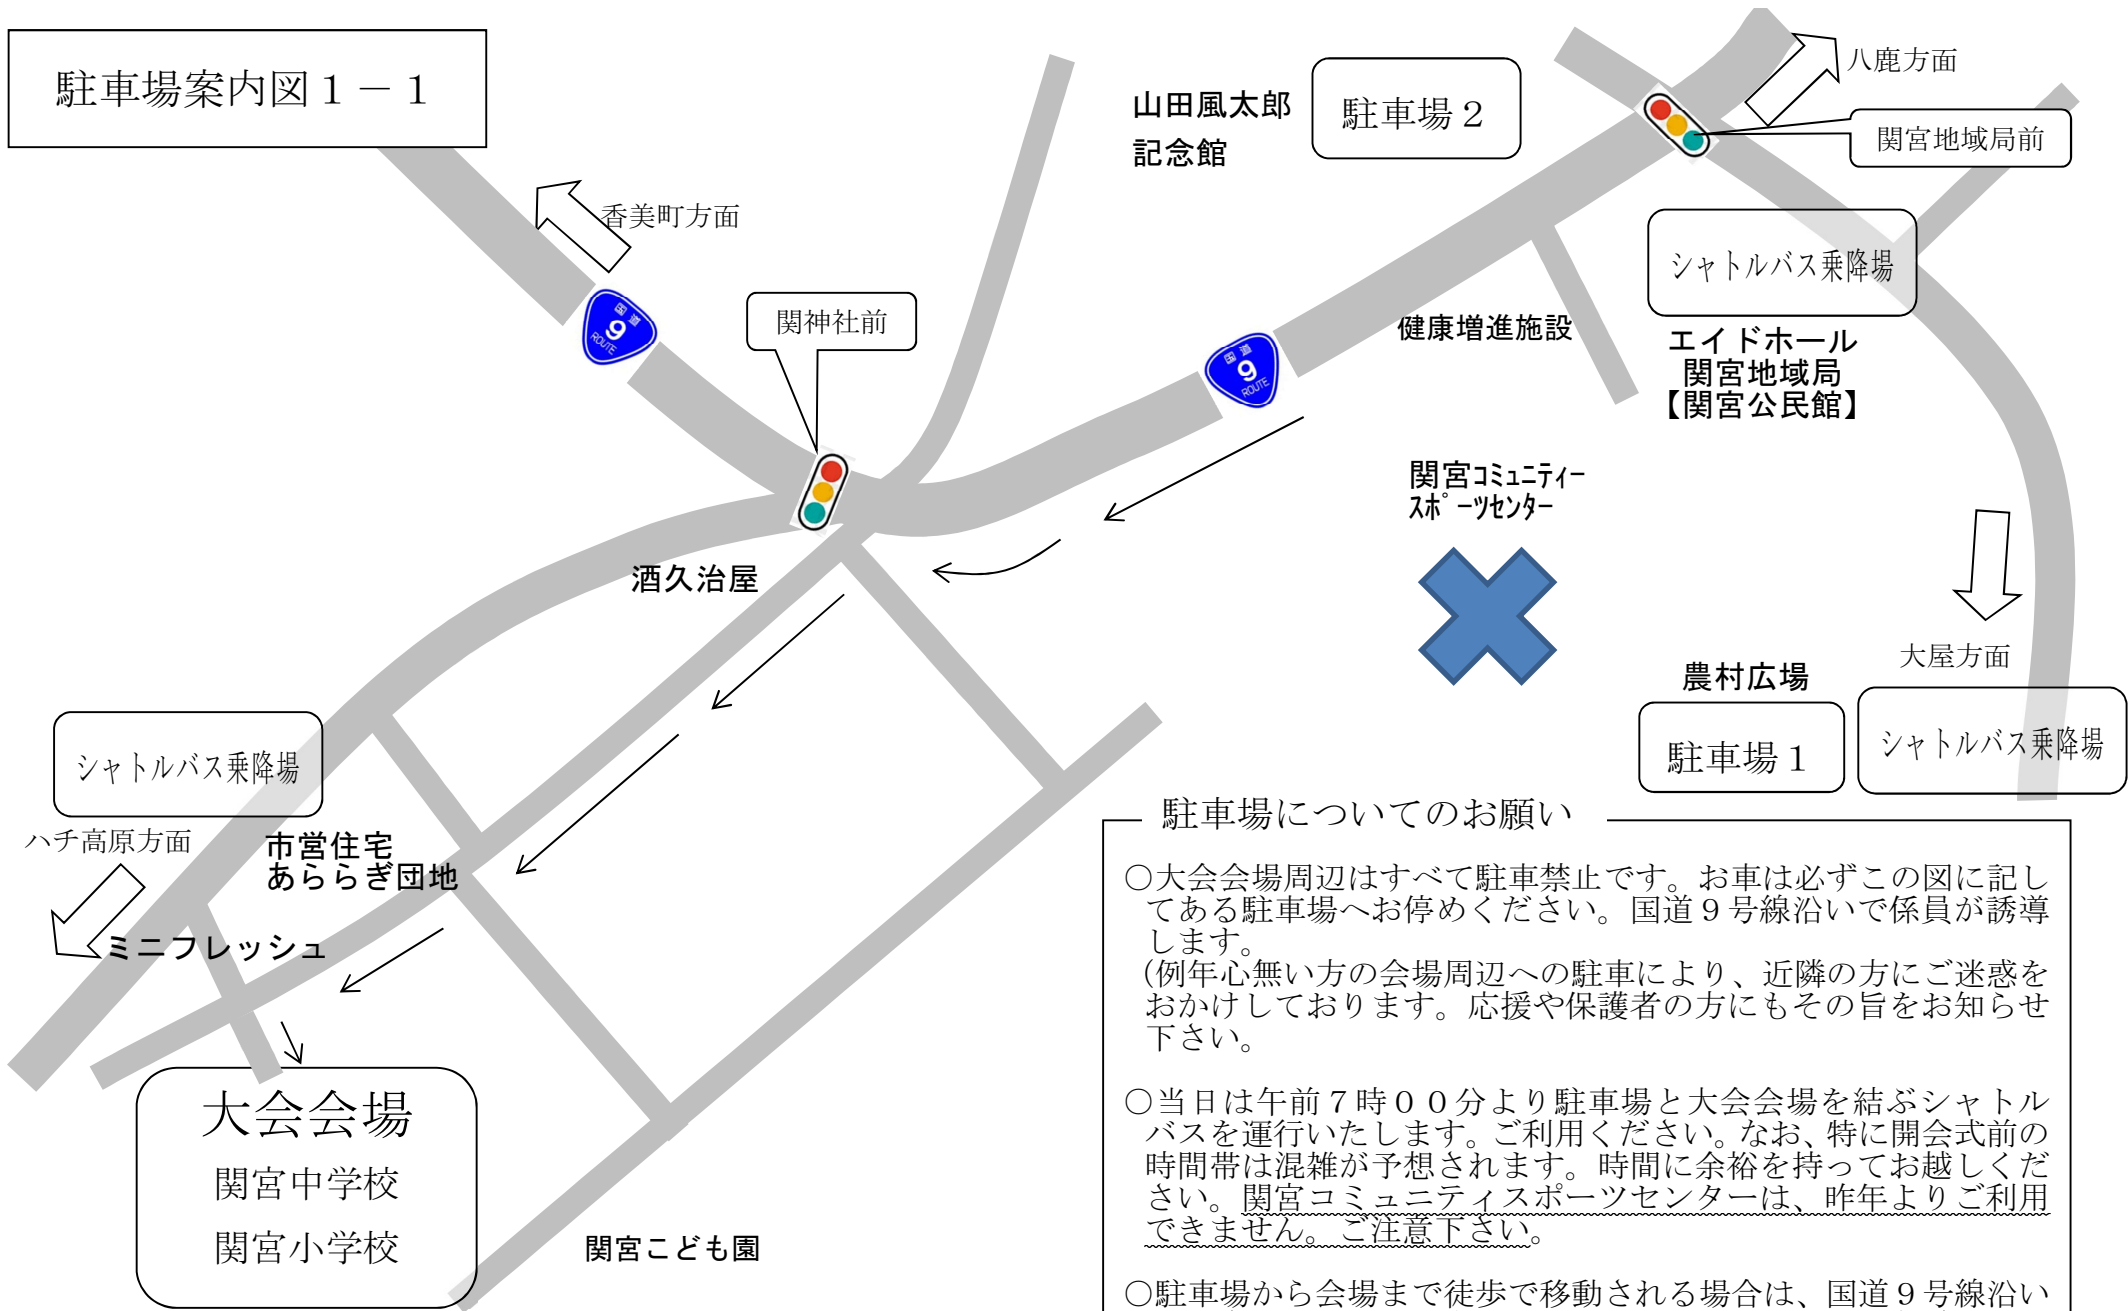 駐車場案内図１－１
山田風太郎
記念館
駐車場２
八鹿方面
関宮地域局前
香美町方面
国道
9
ROUTE
関神社前
シャトルバス乗降場
健康増進施設
国道
9
ROUTE
エイドホール
関宮地域局
【関宮公民館】
関宮ｺﾐｭﾆﾃｨｰ
ｽﾎﾟｰﾂｾﾝﾀｰ
酒久治屋
大屋方面
農村広場
駐車場１
シャトルバス乗降場
シャトルバス乗降場
ハチ高原方面
市営住宅
あららぎ団地
ミニフレッシュ
大会会場
関宮中学校
関宮小学校
関宮こども園
駐車場についてのお願い
○大会会場周辺はすべて駐車禁止です。お車は必ずこの図に記し
てある駐車場へお停めください。国道９号線沿いで係員が誘導
します。
（例年心無い方の会場周辺への駐車により、近隣の方にご迷惑を
おかけしております。応援や保護者の方にもその旨をお知らせ
下さい。
○当日は午前７時００分より駐車場と大会会場を結ぶシャトル
バスを運行いたします。ご利用ください。なお、特に開会式前の
時間帯は混雑が予想されます。時間に余裕を持ってお越しくだ
さい。関宮コミュニティスポーツセンターは、昨年よりご利用
できません。ご注意下さい。
○駐車場から会場まで徒歩で移動される場合は、国道９号線沿い